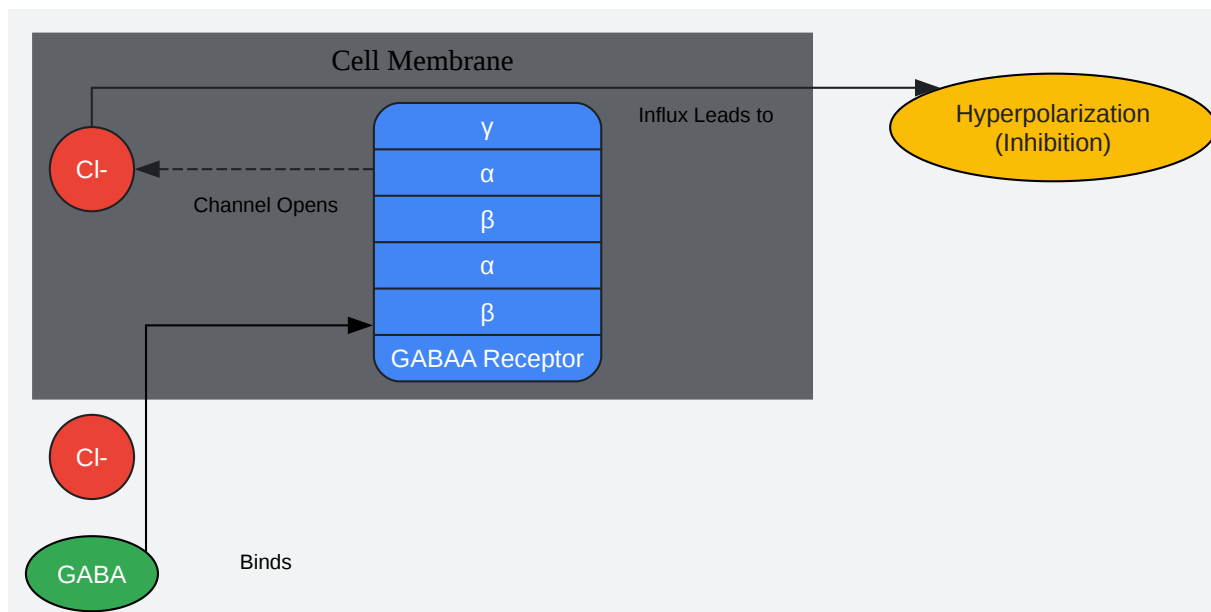 Cell Membrane
Influx Leads to
Hyperpolarization
(Inhibition)
γ
Cl-
α
Channel Opens
β
α
β
GABAA Receptor
Cl-
Binds
GABA